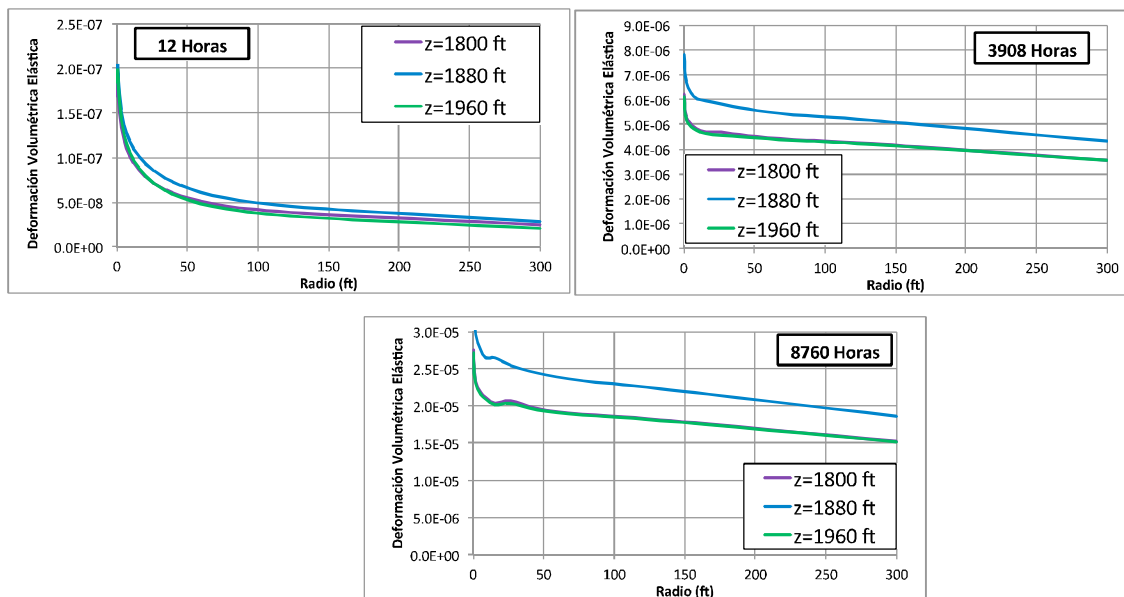 Deformación Volumétrica Elástica
2.5E-07
2.0E-07
1.5E-07
1.0E-07
5.0E-08
0.0E+00
12 Horas
z=1800 ft
z=1880 ft
z=1960 ft
0 50 100 150 200 250 300
Radio (ft)
Deformación Volumétrica Elástica
9.0E-06
8.0E-06
7.0E-06
6.0E-06
5.0E-06
4.0E-06
3.0E-06
2.0E-06
1.0E-06
0.0E+00
3908 Horas
z=1800 ft
z=1880 ft
z=1960 ft
0 50 100 150 200 250 300
Radio (ft)
Deformación Volumétrica Elástica
3.0E-05
2.5E-05
2.0E-05
1.5E-05
1.0E-05
5.0E-06
0.0E+00
8760 Horas
z=1800 ft
z=1880 ft
z=1960 ft
0 50 100 150 200 250 300
Radio (ft)